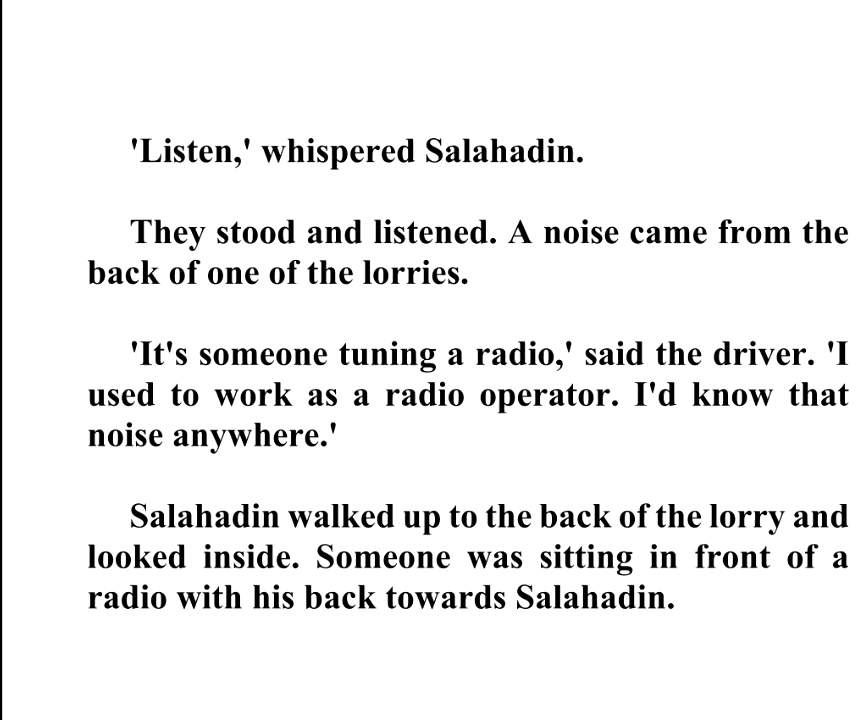 'Listen,' whispered Salahadin.
They stood and listened. A noise came from the
back of one of the lorries.
'It's someone tuning a radio,' said the driver. 'I
used to work as a radio operator. I'd know that
noise anywhere.'
Salahadin walked up to the back of the lorry and
looked inside. Someone was sitting in front of a
radio with his back towards Salahadin.